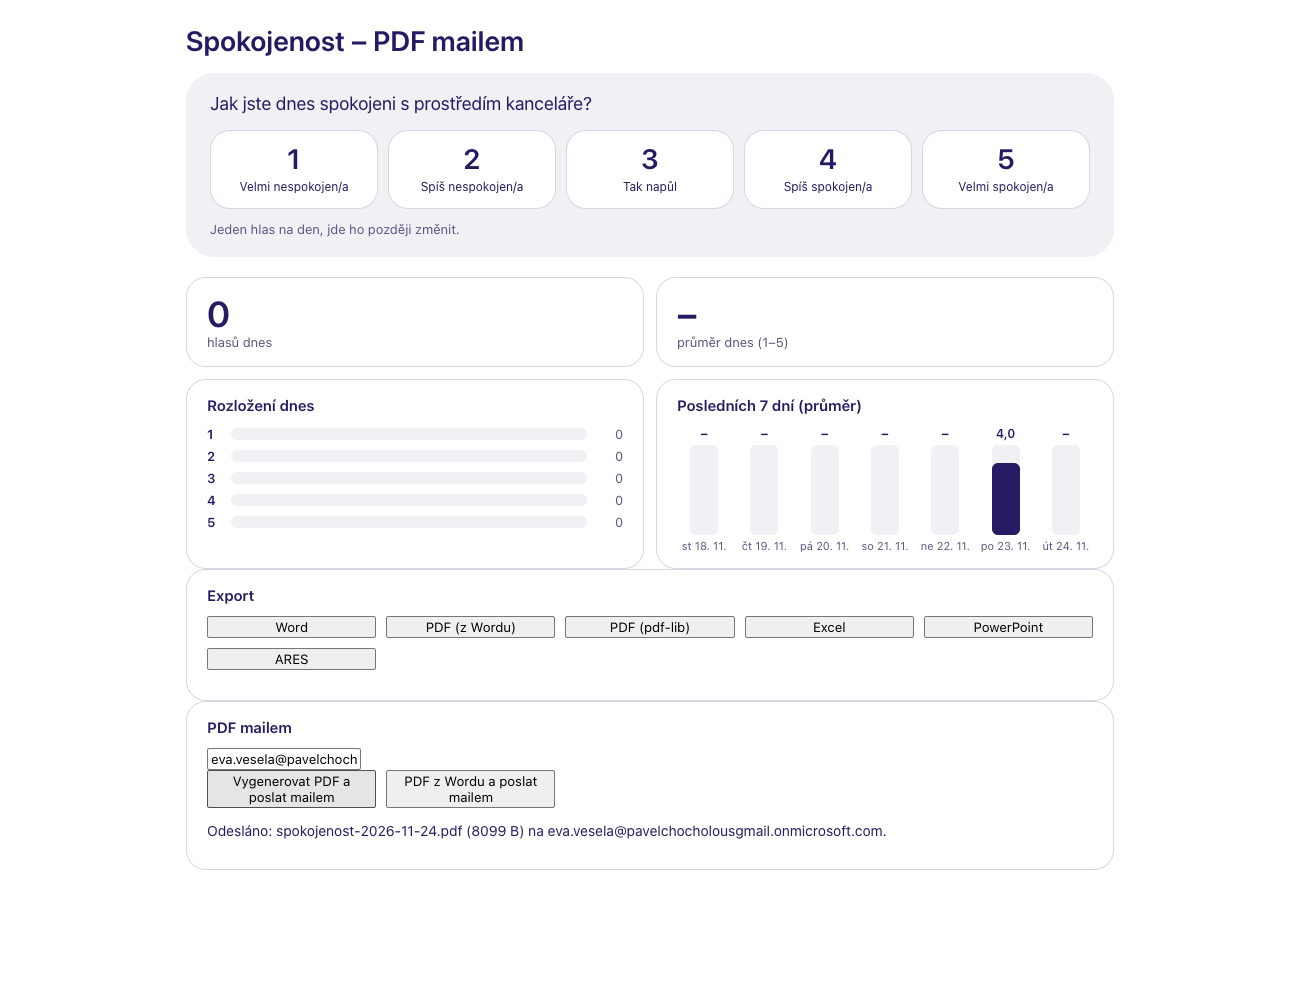 Spokojenost – PDF mailem
Jak jste dnes spokojeni s prostředím kanceláře?
1 2 3 4 5
Velmi nespokojen/a Spíš nespokojen/a Tak napůl Spíš spokojen/a Velmi spokojen/a
Jeden hlas na den, jde ho později změnit.
0
hlasů dnes
–
průměr dnes (1–5)
Rozložení dnes
1 0
2 0
3 0
4 0
5 0
Posledních 7 dní (průměr)
– – – – – 4,0 –
st 18. 11. čt 19. 11. pá 20. 11. so 21. 11. ne 22. 11. po 23. 11. út 24. 11.
Export
Word PDF (z Wordu) PDF (pdf-lib) Excel PowerPoint
ARES
PDF mailem
eva.vesela@pavelchoch
Vygenerovat PDF a
poslat mailem
PDF z Wordu a poslat
mailem
Odesláno: spokojenost-2026-11-24.pdf (8099 B) na eva.vesela@pavelchocholousgmail.onmicrosoft.com.